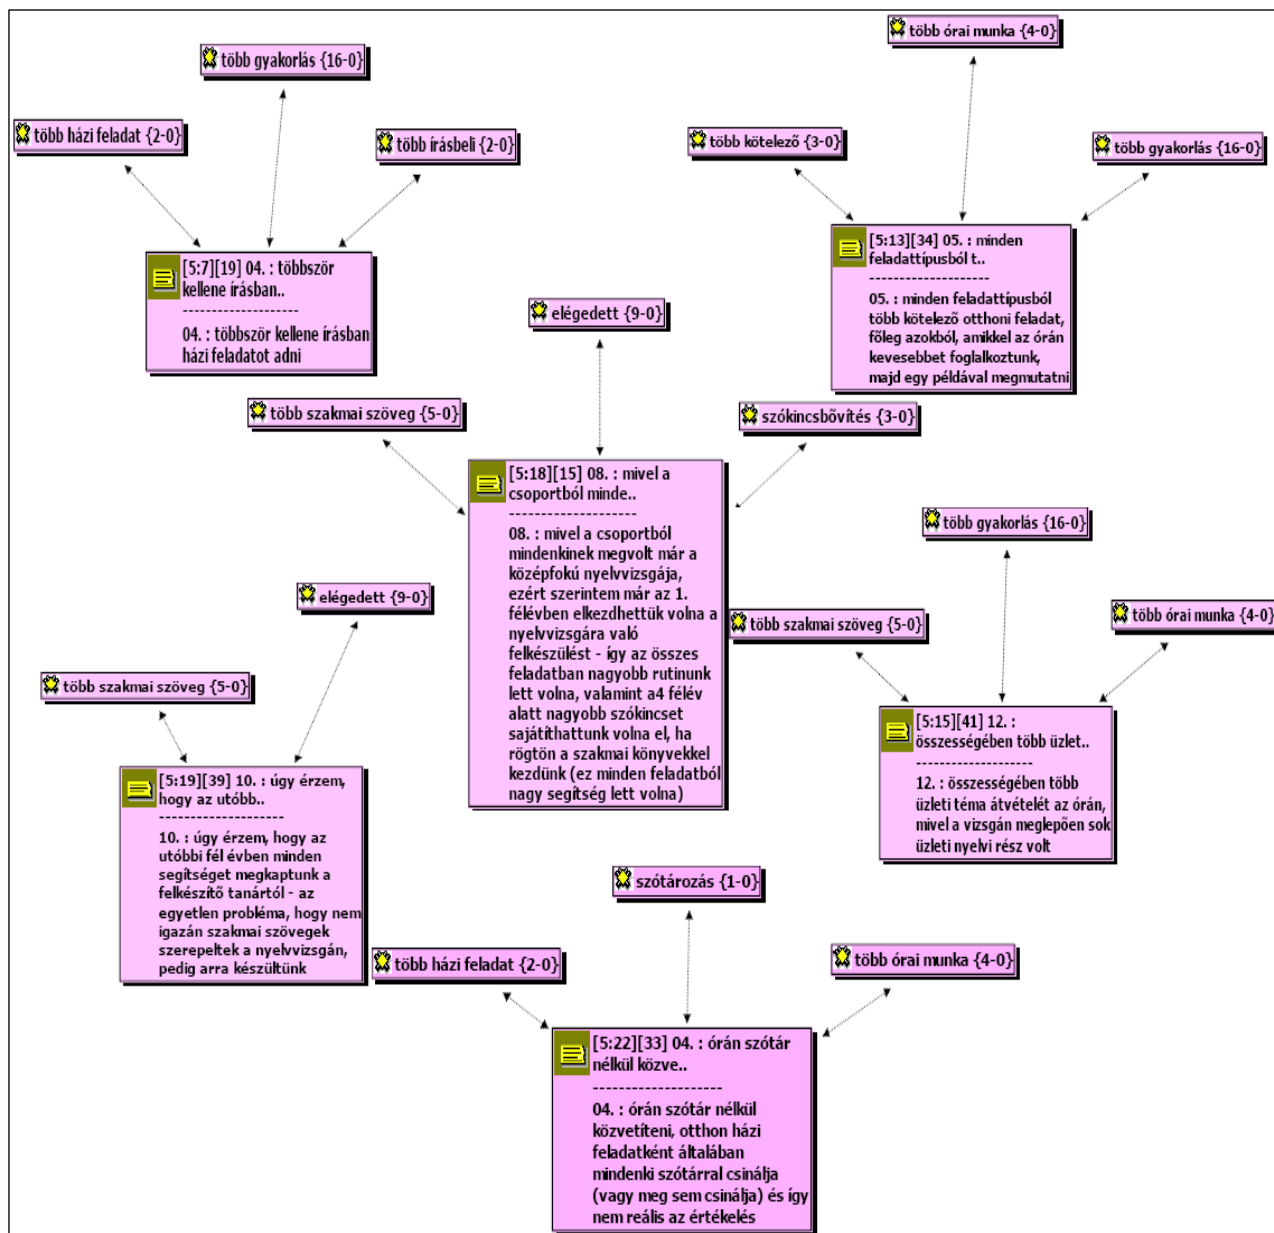 több órai munka {4-0}
több gyakorlás {16-0}
több házi feladat {2-0}
több írásbeli {2-0}
több kötelező {3-0}
több gyakorlás {16-0}
[5:7][19] 04. : többször
kellene írásban..
--------------------
04. : többször kellene írásban
házi feladatot adni
[5:13][34] 05. : minden
feladattípusból t..
--------------------
05. : minden feladattípusból
több kötelező otthoni feladat,
főleg azokból, amikkel az órán
kevesebbet foglalkoztunk,
majd egy példával megmutatni
elégedett {9-0}
több szakmai szöveg {5-0}
szókincsbővítés {3-0}
[5:18][15] 08. : mivel a
csoportból minde..
--------------------
08. : mivel a csoportból
mindenkinek megvolt már a
középfokú nyelvvizsgája,
ezért szerintem már az 1.
félévben elkezdhettük volna a
nyelvvizsgára való
felkészülést - így az összes
feladatban nagyobb rutinunk
lett volna, valamint a4 félév
alatt nagyobb szókincset
sajátíthattunk volna el, ha
rögtön a szakmai könyvekkel
kezdünk (ez minden feladatból
nagy segítség lett volna)
több gyakorlás {16-0}
több szakmai szöveg {5-0}
több órai munka {4-0}
[5:15][41] 12. :
összességében több üzlet..
--------------------
12. : összességében több
üzleti téma átvételét az órán,
mivel a vizsgán meglepően sok
üzleti nyelvi rész volt
elégedett {9-0}
több szakmai szöveg {5-0}
[5:19][39] 10. : úgy érzem,
hogy az utóbb..
--------------------
10. : úgy érzem, hogy az
utóbbi fél évben minden
segítséget megkaptunk a
felkészítő tanártól - az
egyetlen probléma, hogy nem
igazán szakmai szövegek
szerepeltek a nyelvvizsgán,
pedig arra készültünk
szótározás {1-0}
több házi feladat {2-0}
több órai munka {4-0}
[5:22][33] 04. : órán szótár
nélkül közve..
--------------------
04. : órán szótár nélkül
közvetíteni, otthon házi
feladatként általában
mindenki szótárral csinálja
(vagy meg sem csinálja) és így
nem reális az értékelés